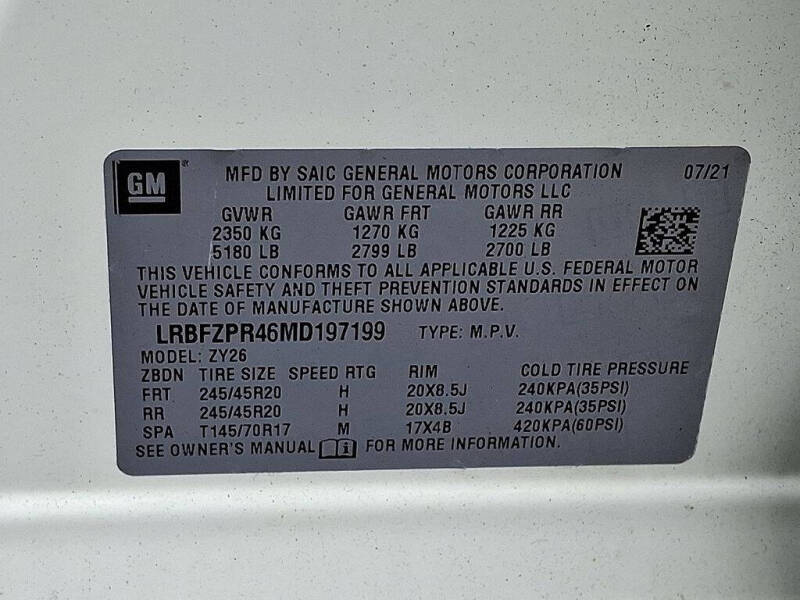 GM MFD BY SAIC GENERAL MOTORS CORPORATION 07/21
LIMITED FOR GENERAL MOTORS LLC
GVWR GAWR FRT GAWR RR
2350 KG 1270 KG 1225 KG
5180 LB 2799 LB 2700 LB
THIS VEHICLE CONFORMS TO ALL APPLICABLE U.S. FEDERAL MOTOR
VEHICLE SAFETY AND THEFT PREVENTION STANDARDS IN EFFECT ON
THE DATE OF MANUFACTURE SHOWN ABOVE.
LRBFZPR46MD197199 TYPE: M.P.V.
MODEL: ZY26
ZBDN TIRE SIZE SPEED RTG RIM COLD TIRE PRESSURE
FRT 245/45R20 H 20X8.5J 240KPA(35PSI)
RR 245/45R20 H 20X8.5J 240KPA(35PSI)
SPA T145/70R17 M 17X4B 420KPA(60PSI)
SEE OWNER'S MANUAL FOR MORE INFORMATION.